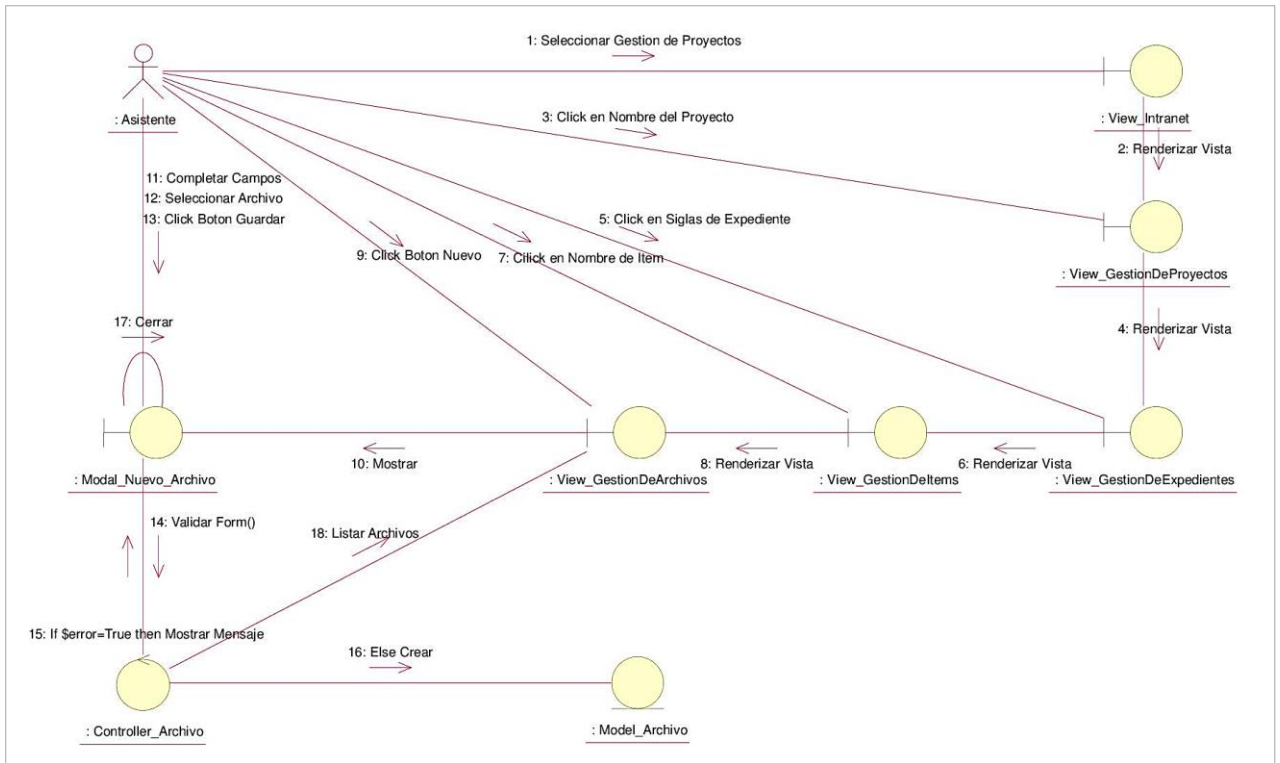 1: Seleccionar Gestion de Proyectos
: Asistente
: View_Intranet
3: Click en Nombre del Proyecto
2: Renderizar Vista
11: Completar Campos
12: Seleccionar Archivo
13: Click Boton Guardar
5: Click en Siglas de Expediente
9: Click Boton Nuevo
7: Cilick en Nombre de Item
: View_GestionDeProyectos
17: Cerrar
4: Renderizar Vista
10: Mostrar
8: Renderizar Vista
6: Renderizar Vista
: Modal_Nuevo_Archivo
: View_GestionDeArchivos
: View_GestionDeItems
: View_GestionDeExpedientes
14: Validar Form()
18: Listar Archivos
15: If $error=True then Mostrar Mensaje
16: Else Crear
: Controller_Archivo
: Model_Archivo